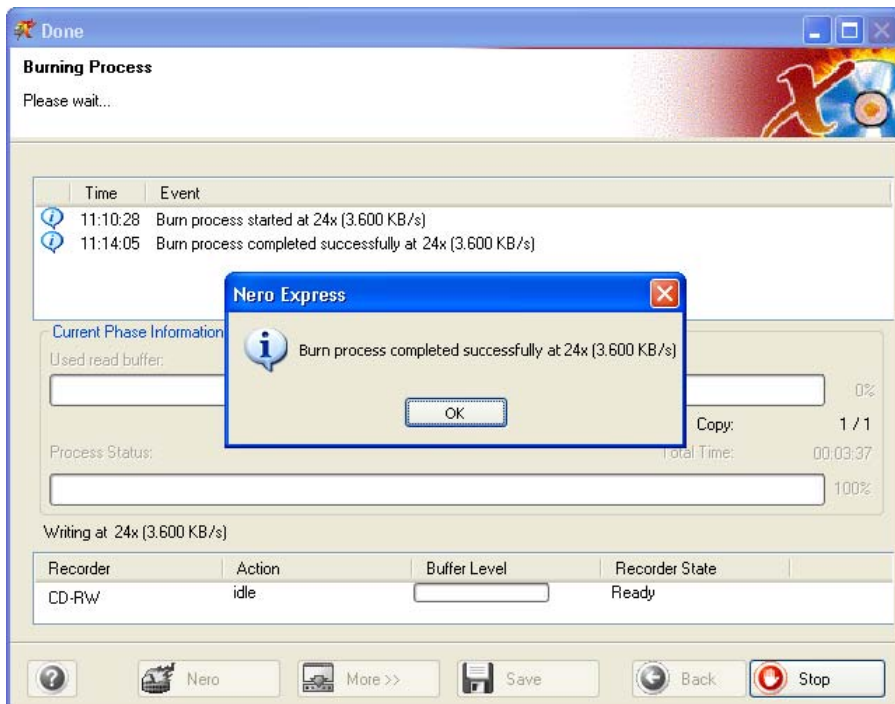 Done
Burning Process
Please wait...
Time Event
11:10:28 Burn process started at 24x (3.600 KB/s)
11:14:05 Burn process completed successfully at 24x (3.600 KB/s)
Nero Express
Burn process completed successfully at 24x (3.600 KB/s)
OK
Current Phase Information
Used read buffer:
0%
Copy: 1 / 1
Process Status: Total Time: 00:03:37
100%
Writing at 24x (3.600 KB/s)
Recorder Action Buffer Level Recorder State
CD-RW idle Ready
Nero More >> Save Back Stop